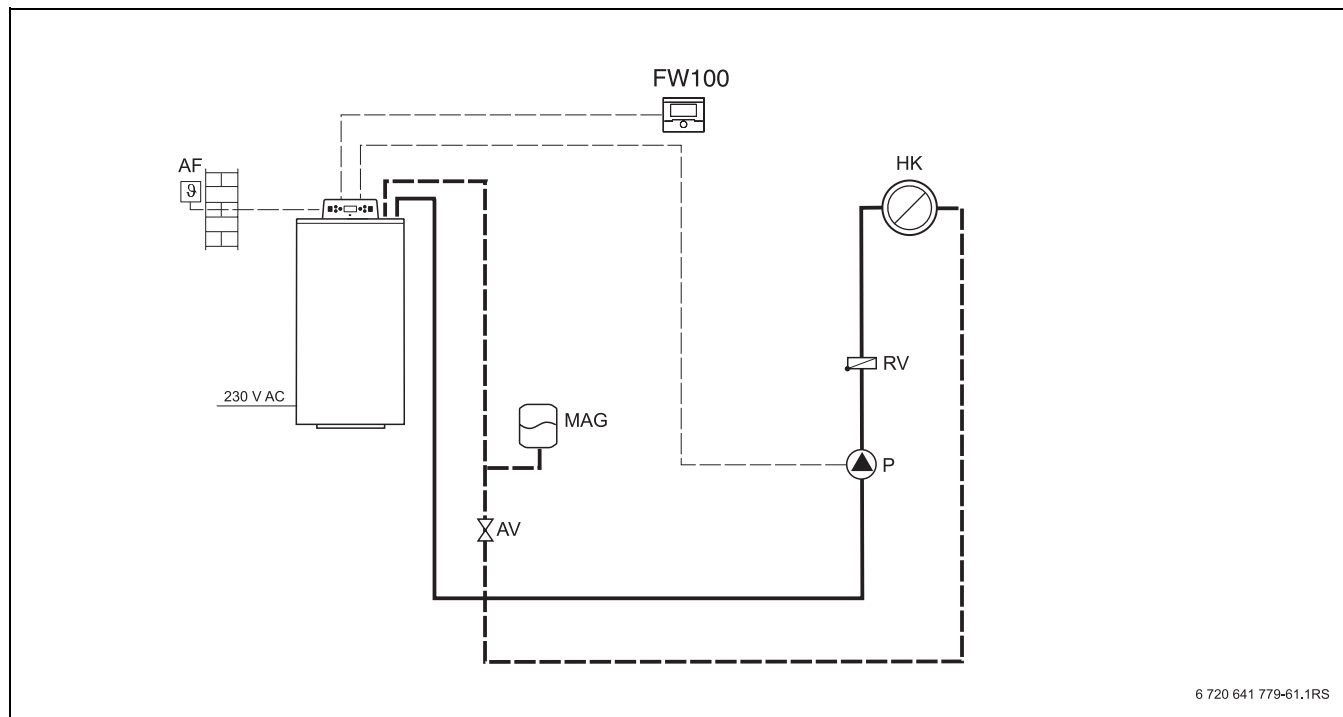 FW100
AF
ϑ
HK
RV
230 V AC
MAG
P
AV
6 720 641 779-61.1RS